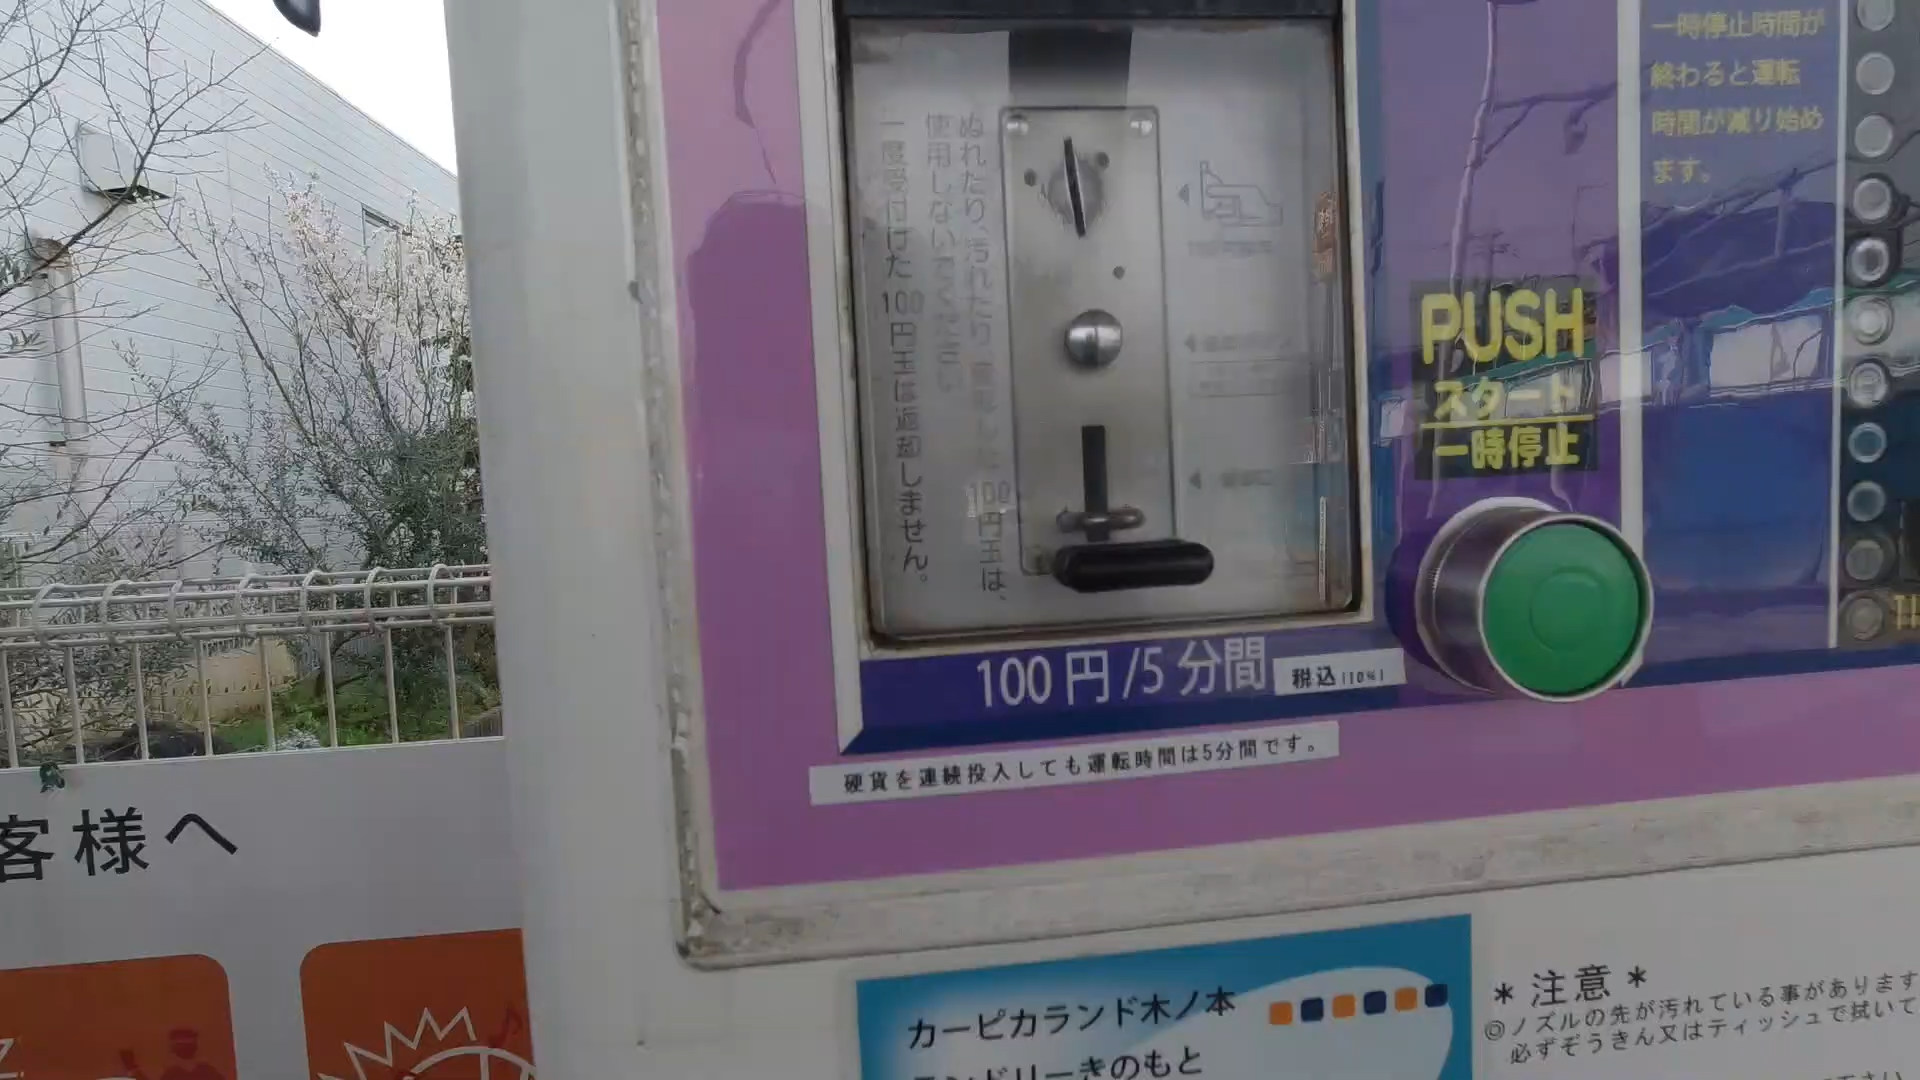 一時停止時間が
終わると運転
時間が減り始め
ます。
ぬれたり、汚れたり
100円玉は、
使用しないでください
一度受付けた100円玉は返却しません。
PUSH
スタート
一時停止
100円/5分間
税込(10%)
硬貨を連続投入しても運転時間は5分間です。
客様へ
カーピカランド木ノ本
ランドリーきのもと
＊注意＊
◎ノズルの先が汚れている事があります
必ずぞうきん又はティッシュで拭いて